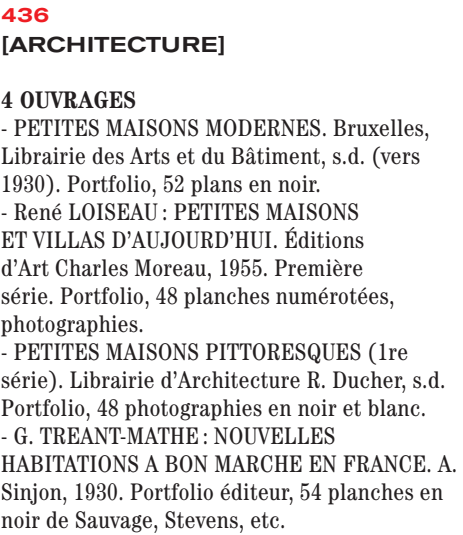 436
[ARCHITECTURE]
4 OUVRAGES
- PETITES MAISONS MODERNES. Bruxelles,
Librairie des Arts et du Bâtiment, s.d. (vers
1930). Portfolio, 52 plans en noir.
- René LOISEAU : PETITES MAISONS
ET VILLAS D'AUJOURD'HUI. Éditions
d'Art Charles Moreau, 1955. Première
série. Portfolio, 48 planches numérotées,
photographies.
- PETITES MAISONS PITTORESQUES (1re
série). Librairie d'Architecture R. Ducher, s.d.
Portfolio, 48 photographies en noir et blanc.
- G. TREANT-MATHE : NOUVELLES
HABITATIONS A BON MARCHE EN FRANCE. A.
Sinjon, 1930. Portfolio éditeur, 54 planches en
noir de Sauvage, Stevens, etc.